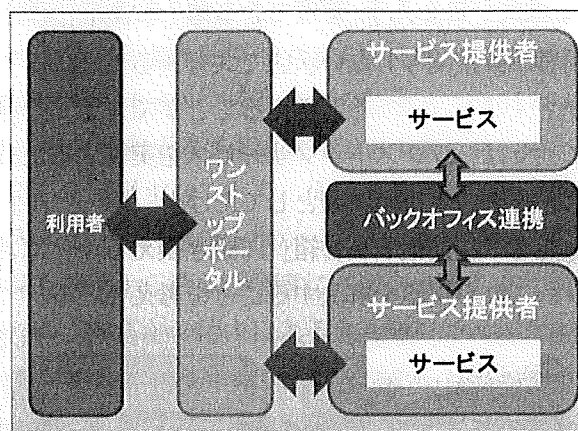 利用者
ワンストップポータル
サービス提供者
サービス
バックオフィス連携
サービス提供者
サービス